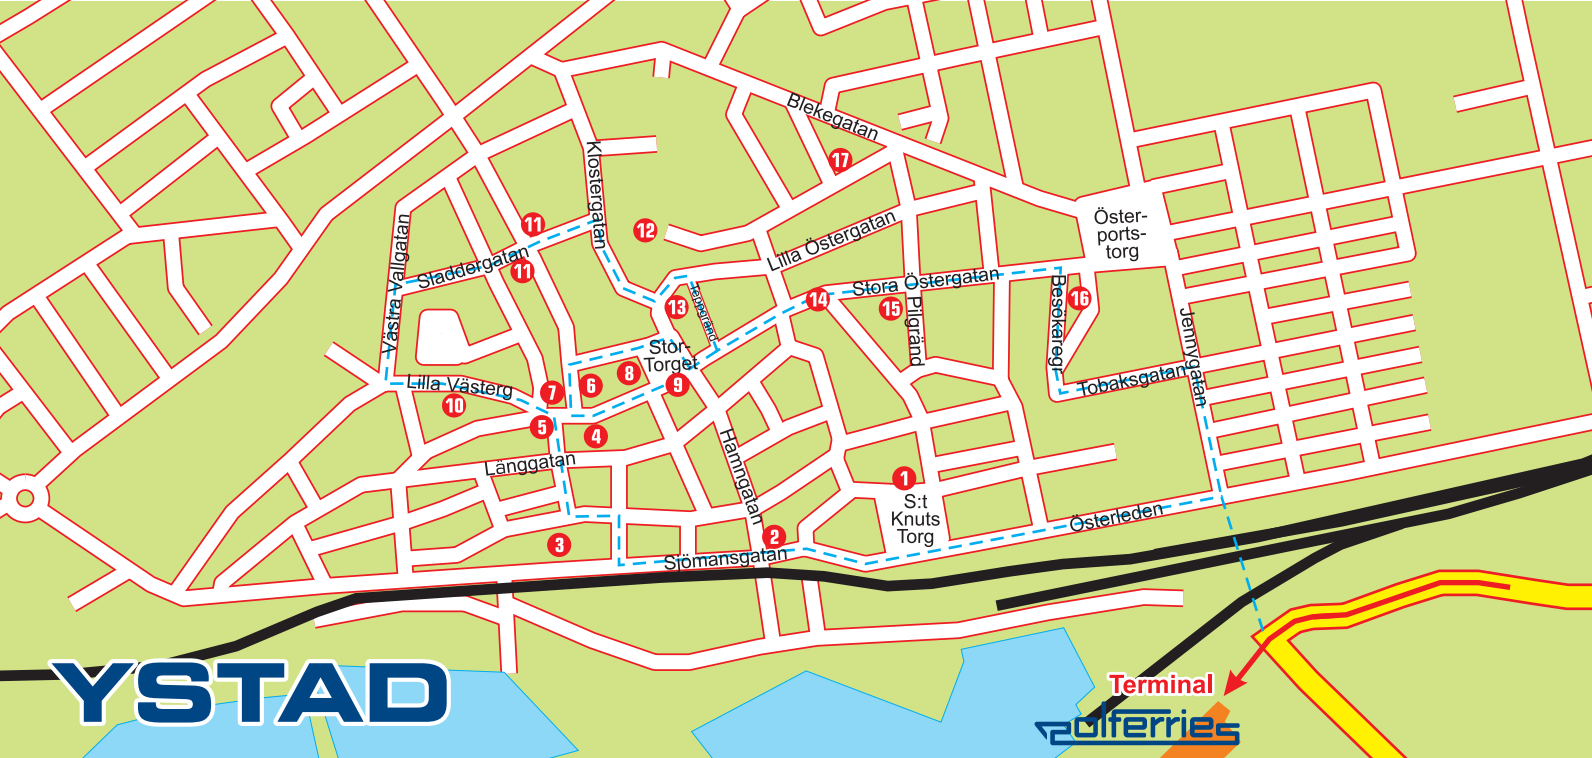 Blekegatan
17
Klostergatan
Öster-
ports-
torg
11
12
Västra Vallgatan
Sladdergatan
11
Lilla Östergatan
Stora Östergatan
14
15
Pilgränd
Besökaregr
16
Jennygatan
13
Teppgränd
Stor-
Torget
8
9
6
7
Lilla Västerg
10
5
4
Tobaksgatan
Länggatan
Hamngatan
1
S:t
Knuts
Torg
Österleden
2
3
Sjömansgatan
YSTAD
Terminal
polferries